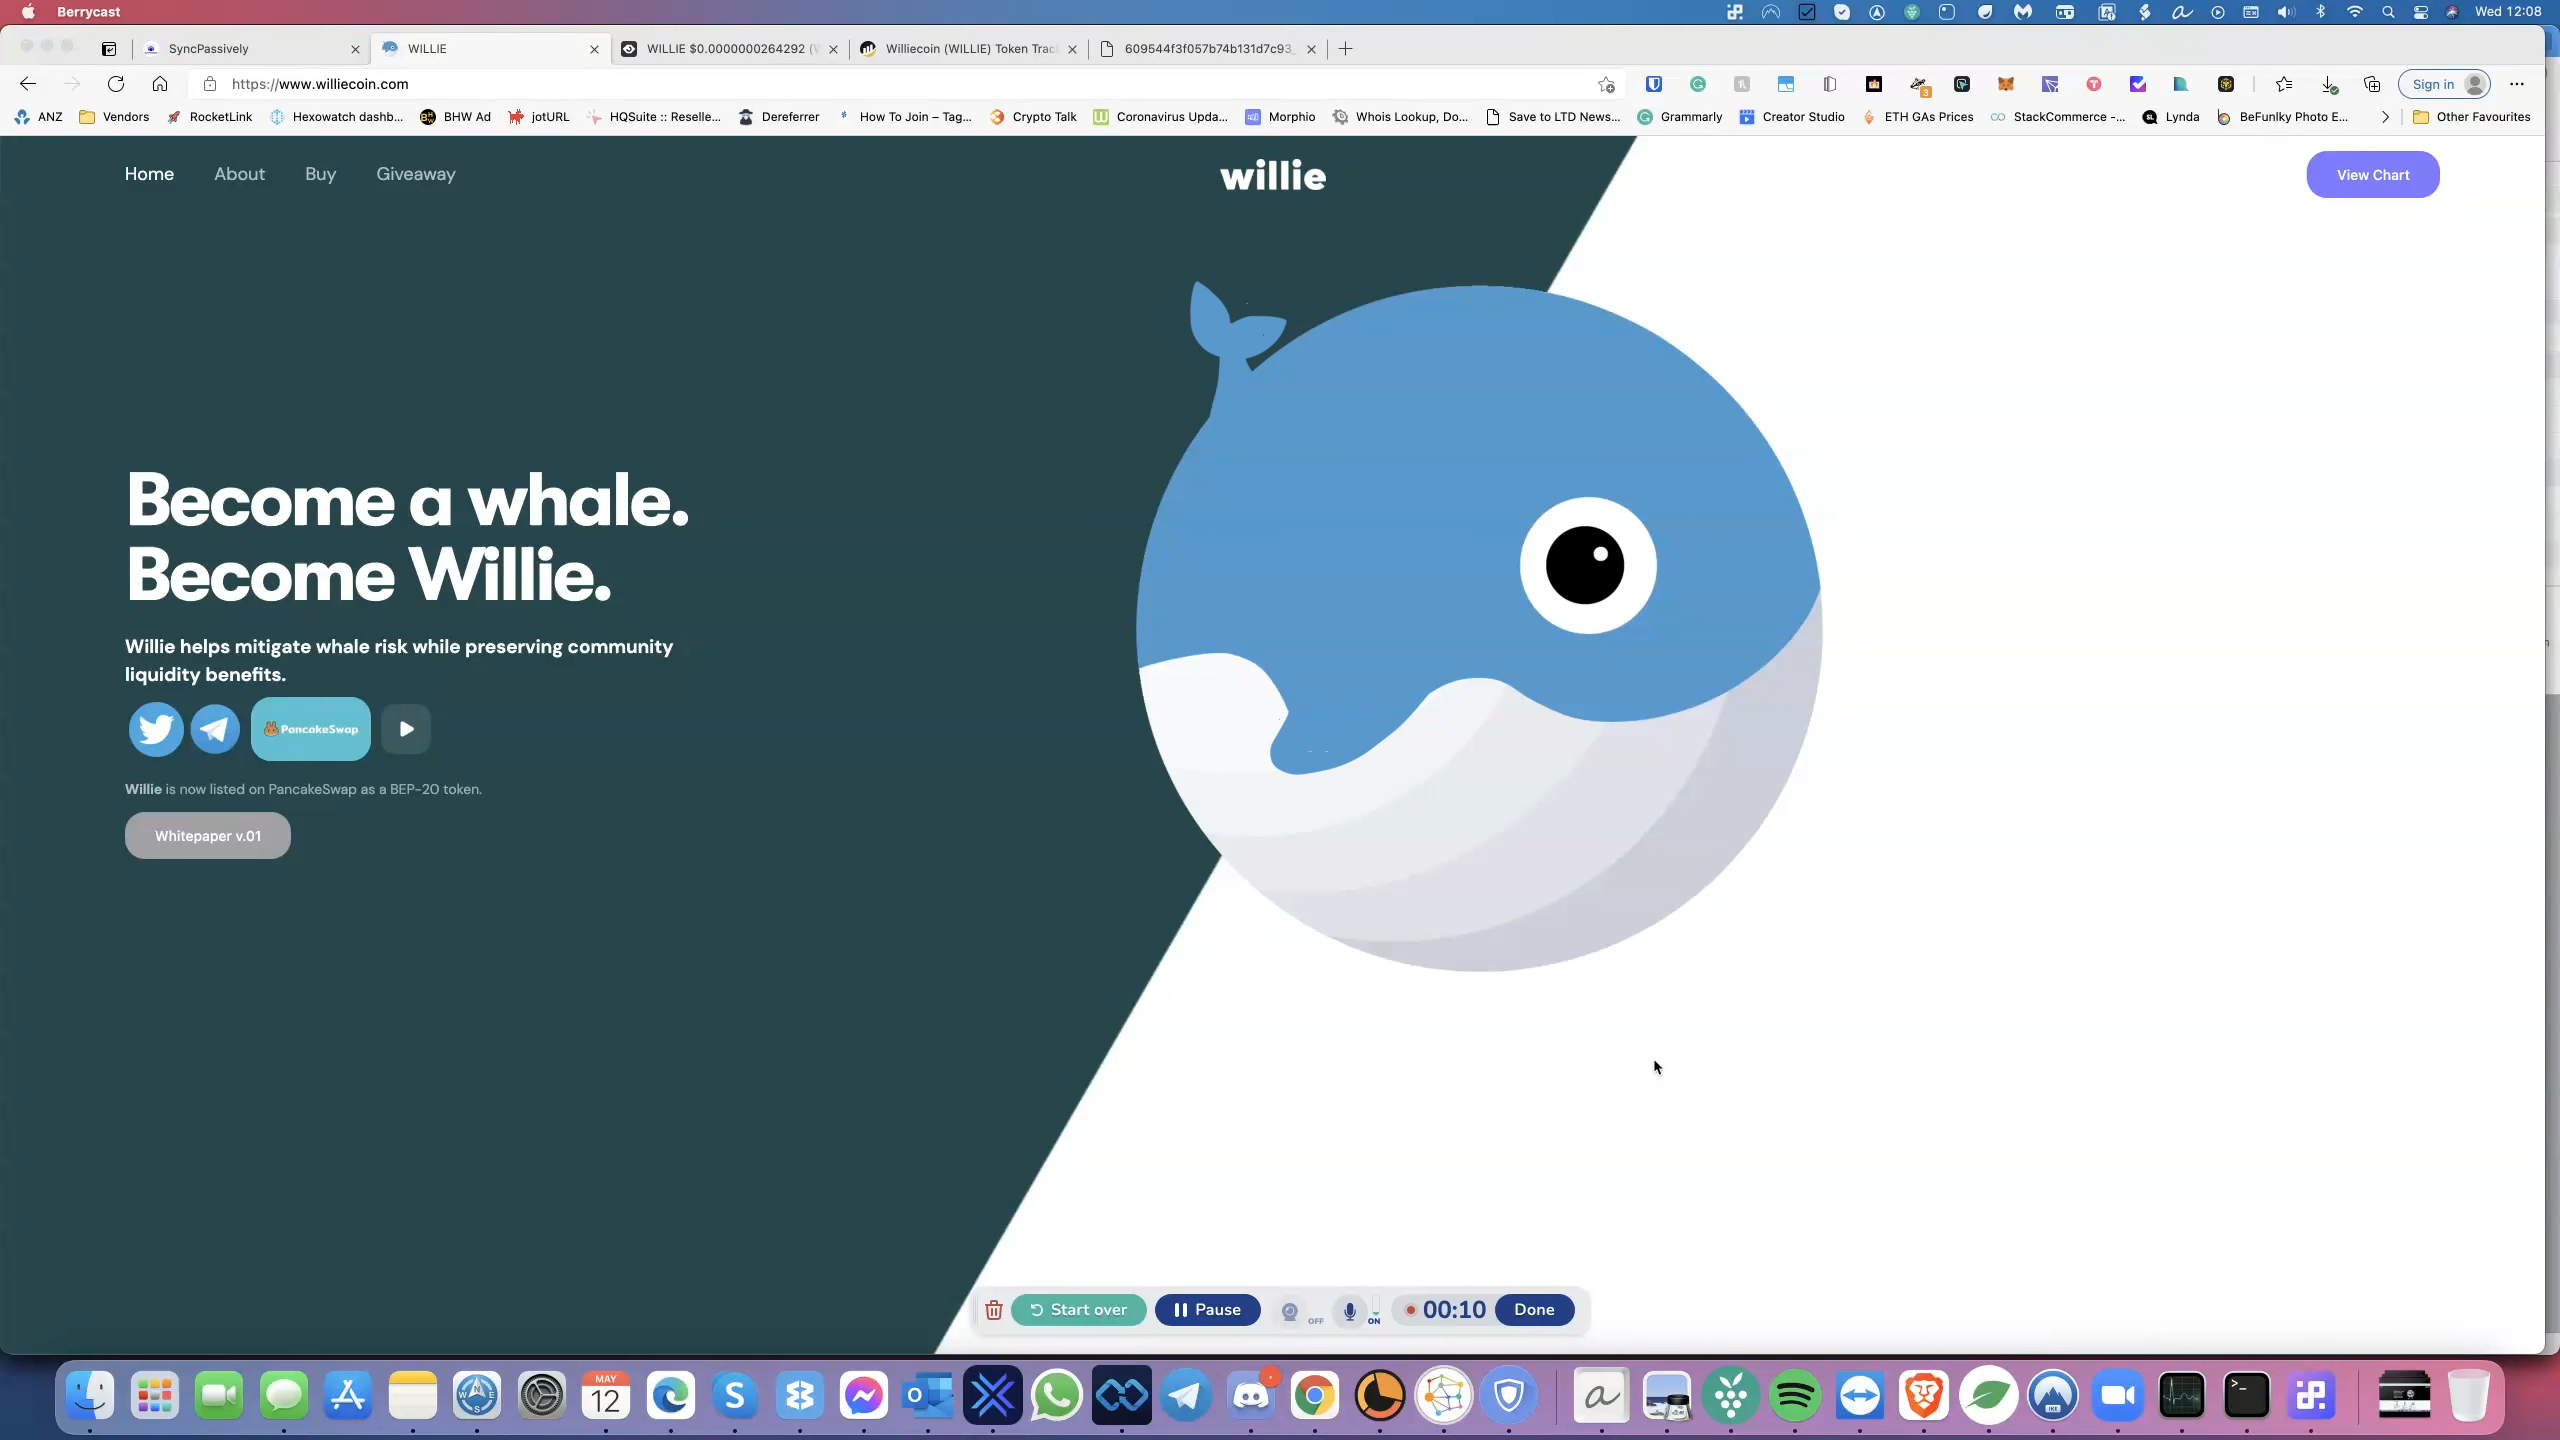 Berrycast
Wed 12:08
SyncPassively
WILLIE
WILLIE $0.0000000264292 (
Williecoin (WILLIE) Token Trac
609544f3f057b74b131d7c93
https://www.williecoin.com
3
Sign in
ANZ
Vendors
RocketLink
Hexowatch dashb...
BHW Ad
jotURL
HQSuite :: Reselle...
Dereferrer
How To Join – Tag...
Crypto Talk
Coronavirus Upda...
Morphio
Whois Lookup, Do...
Save to LTD News...
Grammarly
Creator Studio
ETH GAs Prices
StackCommerce -...
Lynda
BeFunlky Photo E...
Other Favourites
Home
About
Buy
Giveaway
willie
View Chart
Become a whale.
Become Willie.
Willie helps mitigate whale risk while preserving community
liquidity benefits.
PancakeSwap
Willie is now listed on PancakeSwap as a BEP-20 token.
Whitepaper v.01
Start over
Pause
OFF
ON
00:10
Done
MAY
12